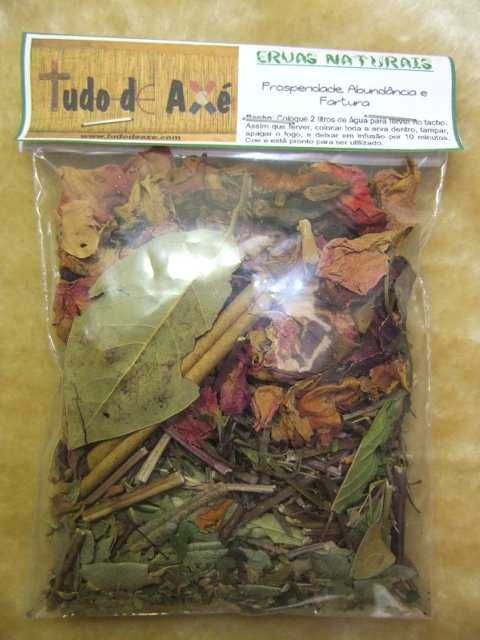 Tudo de Axé
www.tudodeaxe.com
ERVAS NATURAIS
Prosperidade, Abundância e
Fartura
Banho: Coloque 2 litros de água para ferver no tacho.
Assim que ferver, colorar toda a erva dentro, tampar,
apagar o fogo, e deixar em infusão por 10 minutos.
Coe e está pronto para ser utilizado.